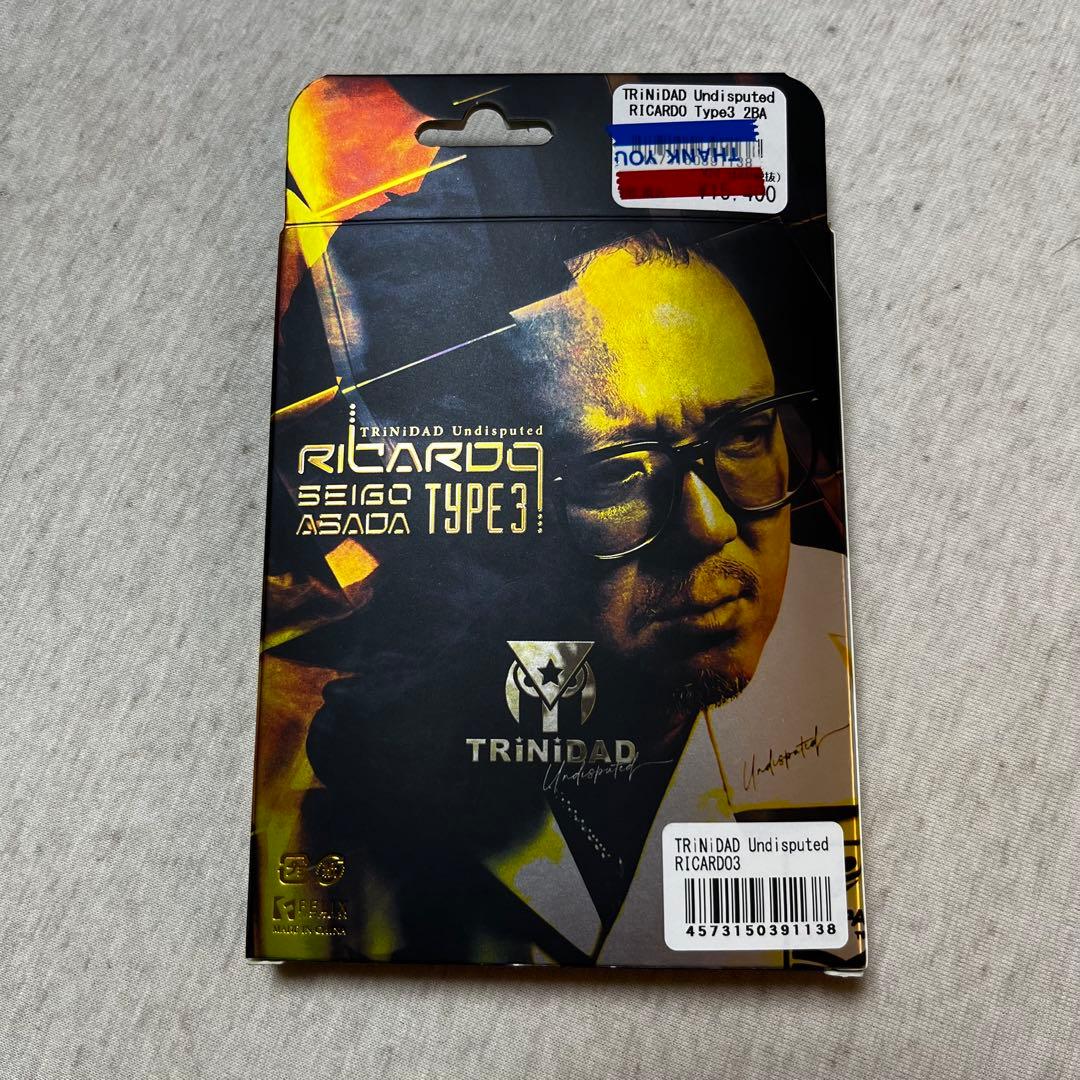 TRiNiDAD Undisputed
RICARDO Type3 2BA
THANK YOU
TRiNiDAD Undisputed
RICARDO
SEIGO
ASADA
TYPE3
TRiNiDAD
Undisputed
Undisputed
TRiNiDAD Undisputed
RICARDO3
4573150391138
FELIX
MADE IN CHINA